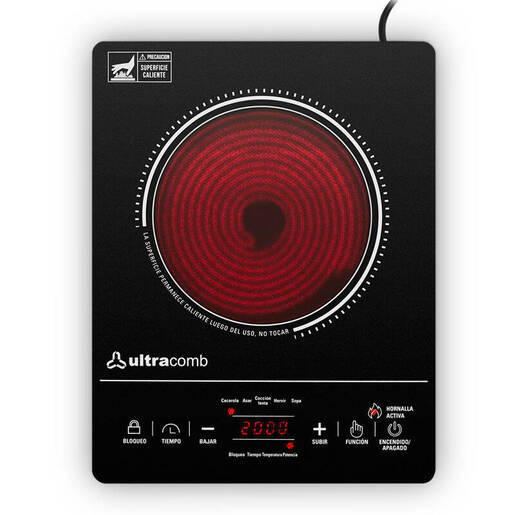 PRECAUCION
SUPERFICIE
CALIENTE
LA SUPERFICIE PERMANECE CALIENTE LUEGO DEL USO, NO TOCAR
ultracomb
Cacerola Asar Cocción lenta Hervir Sopa
HORNALLA
ACTIVA
2000
BLOQUEO TIEMPO BAJAR SUBIR FUNCIÓN ENCENDIDO/
APAGADO
Bloqueo Tiempo Temperatura Potencia